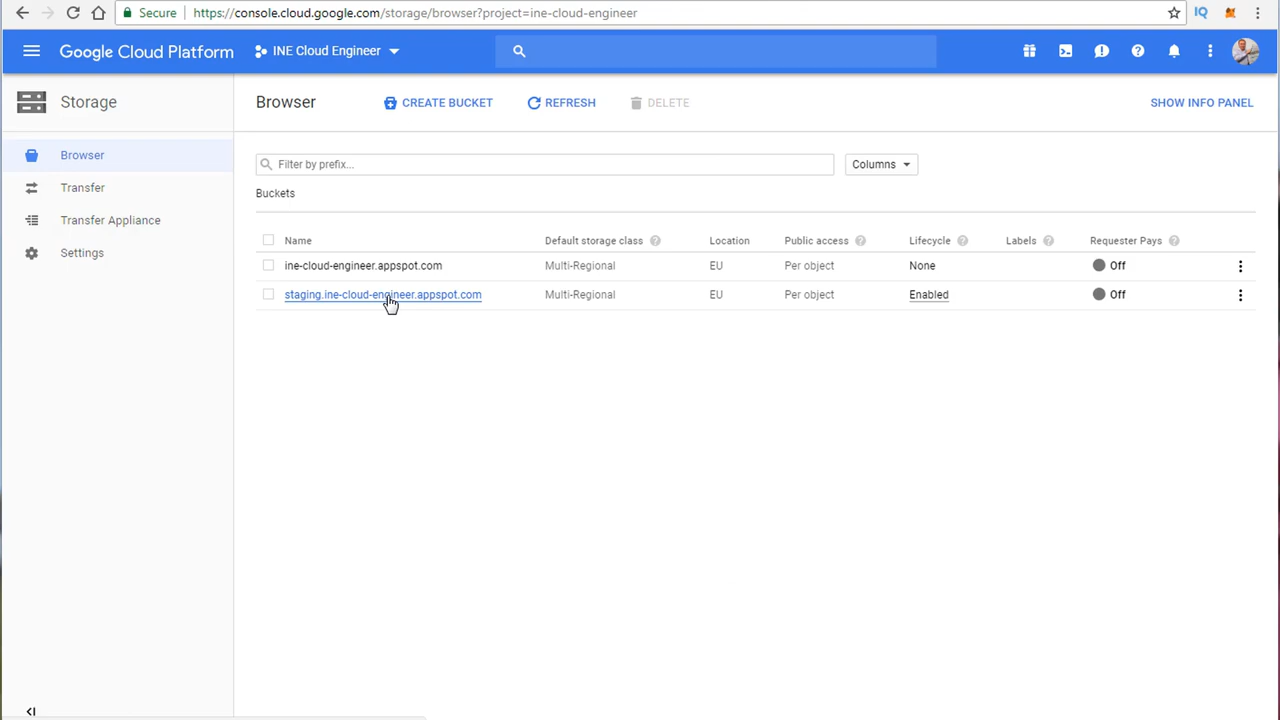 Secure https://console.cloud.google.com/storage/browser?project=ine-cloud-engineer IQ
Google Cloud Platform INE Cloud Engineer
Storage
Browser CREATE BUCKET REFRESH DELETE SHOW INFO PANEL
Browser
Transfer
Transfer Appliance
Settings
Filter by prefix... Columns
Buckets
Name Default storage class Location Public access Lifecycle Labels Requester Pays
ine-cloud-engineer.appspot.com Multi-Regional EU Per object None Off
staging.ine-cloud-engineer.appspot.com Multi-Regional EU Per object Enabled Off